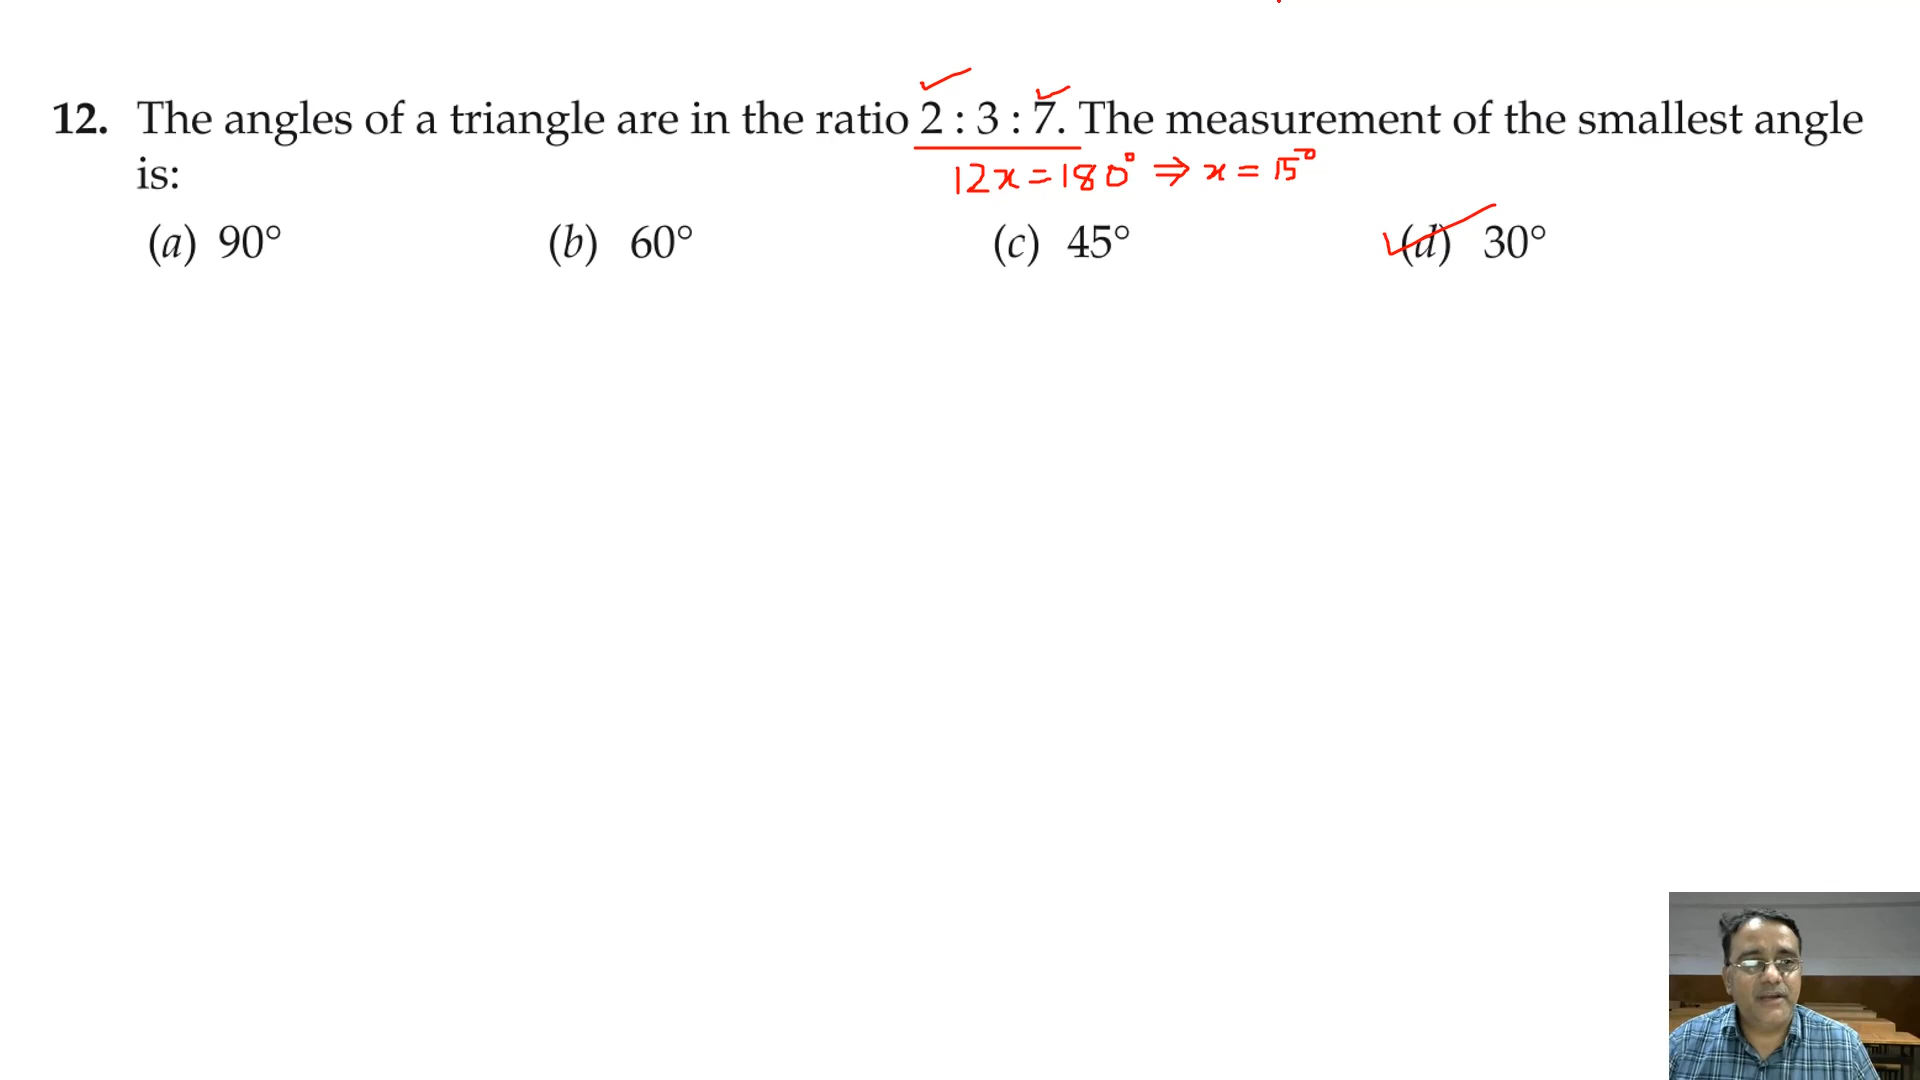 12. The angles of a triangle are in the ratio 2 : 3 : 7. The measurement of the smallest angle
is:
12x = 180° ⇒ x = 15°
(a) 90° (b) 60° (c) 45° (d) 30°